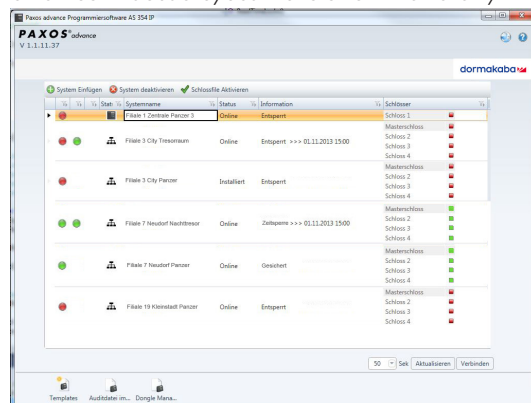 Paxos advance Programmiersoftware AS 354 IP
PAXOS® advance
V 1.1.11.37
dormakaba
System Einfügen System deaktivieren Schlossfile Aktivieren
Stat Systemname Status Information Schlösser
Filiale 1 Zentrale Panzer 3 Online Entsperrt Schloss 1
Masterschloss
Filiale 3 City Tresorraum Online Entsperrt >>> 01.11.2013 15:00 Schloss 2
Schloss 3
Schloss 4
Masterschloss
Filiale 3 City Panzer Installiert Entsperrt Schloss 2
Schloss 3
Schloss 4
Masterschloss
Filiale 7 Neudorf Nachttresor Online Zeitsperre >>> 01.11.2013 15:00 Schloss 2
Schloss 3
Schloss 4
Masterschloss
Filiale 7 Neudorf Panzer Online Gesichert Schloss 2
Schloss 3
Schloss 4
Masterschloss
Filiale 19 Kleinstadt Panzer Online Entsperrt Schloss 2
Schloss 3
Schloss 4
50 Sek Aktualisieren Verbinden
Templates Auditdatei im... Dongle Mana...